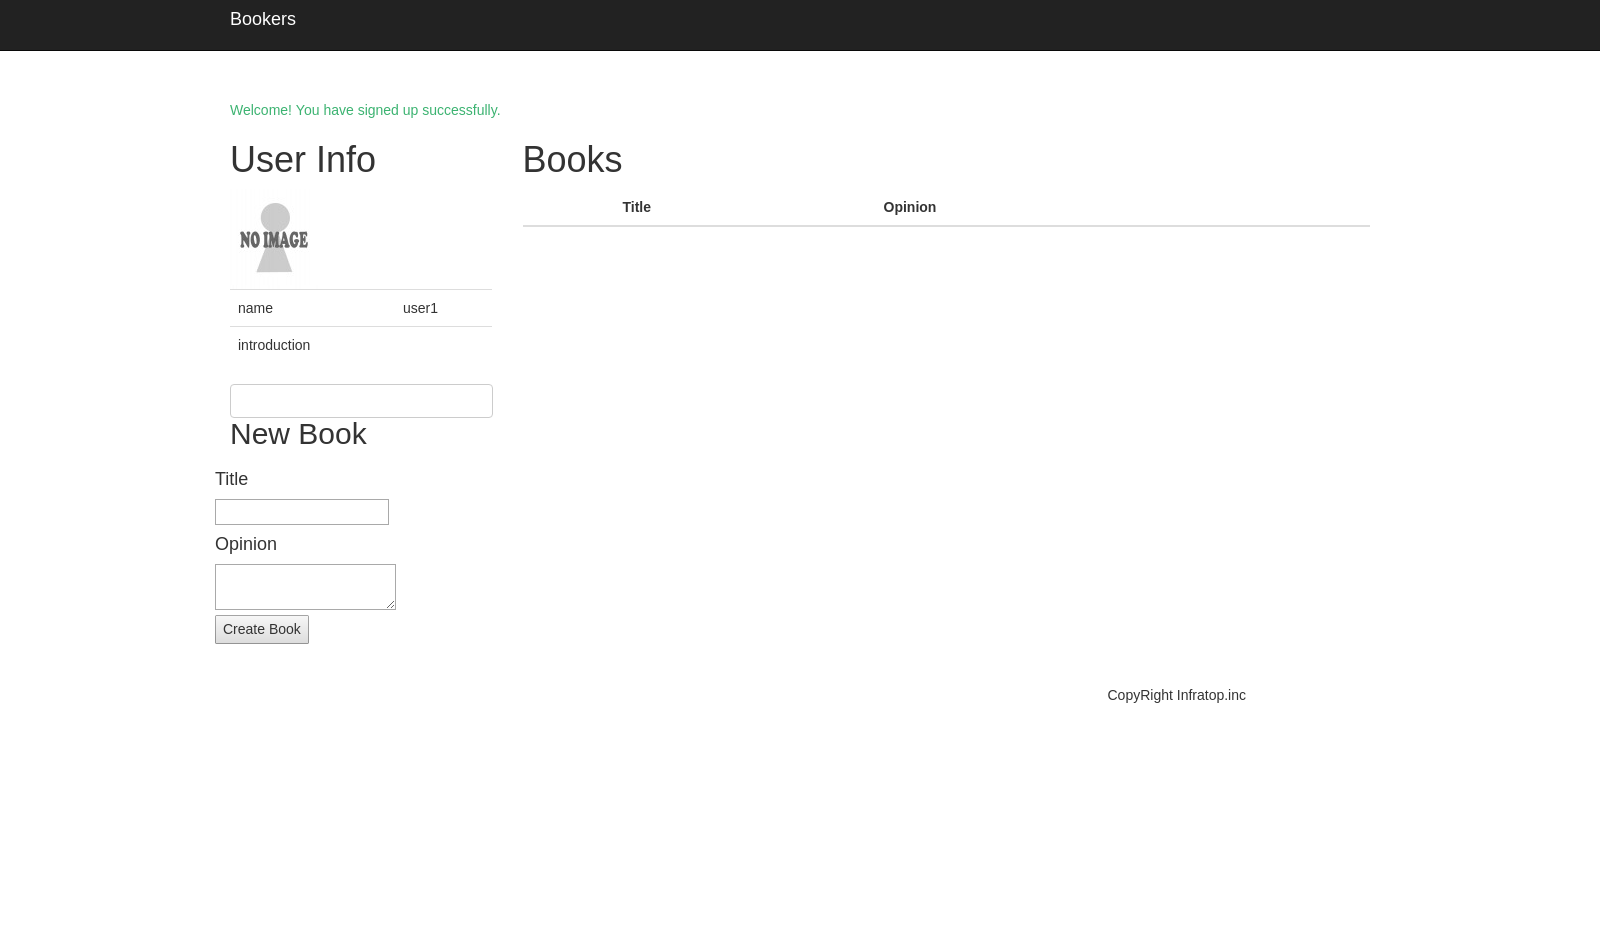 Bookers
Welcome! You have signed up successfully.
User Info
NO IMAGE
name user1
introduction
New Book
Title
Opinion
Create Book
Books
Title Opinion
CopyRight Infratop.inc